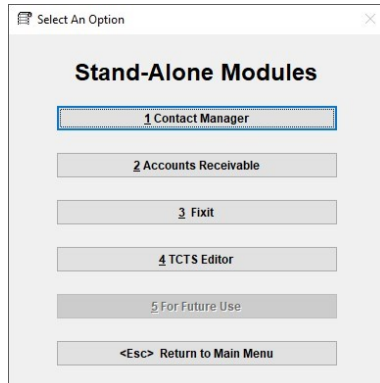 Select An Option
Stand-Alone Modules
1 Contact Manager
2 Accounts Receivable
3 Fixit
4 TCTS Editor
5 For Future Use
<Esc> Return to Main Menu